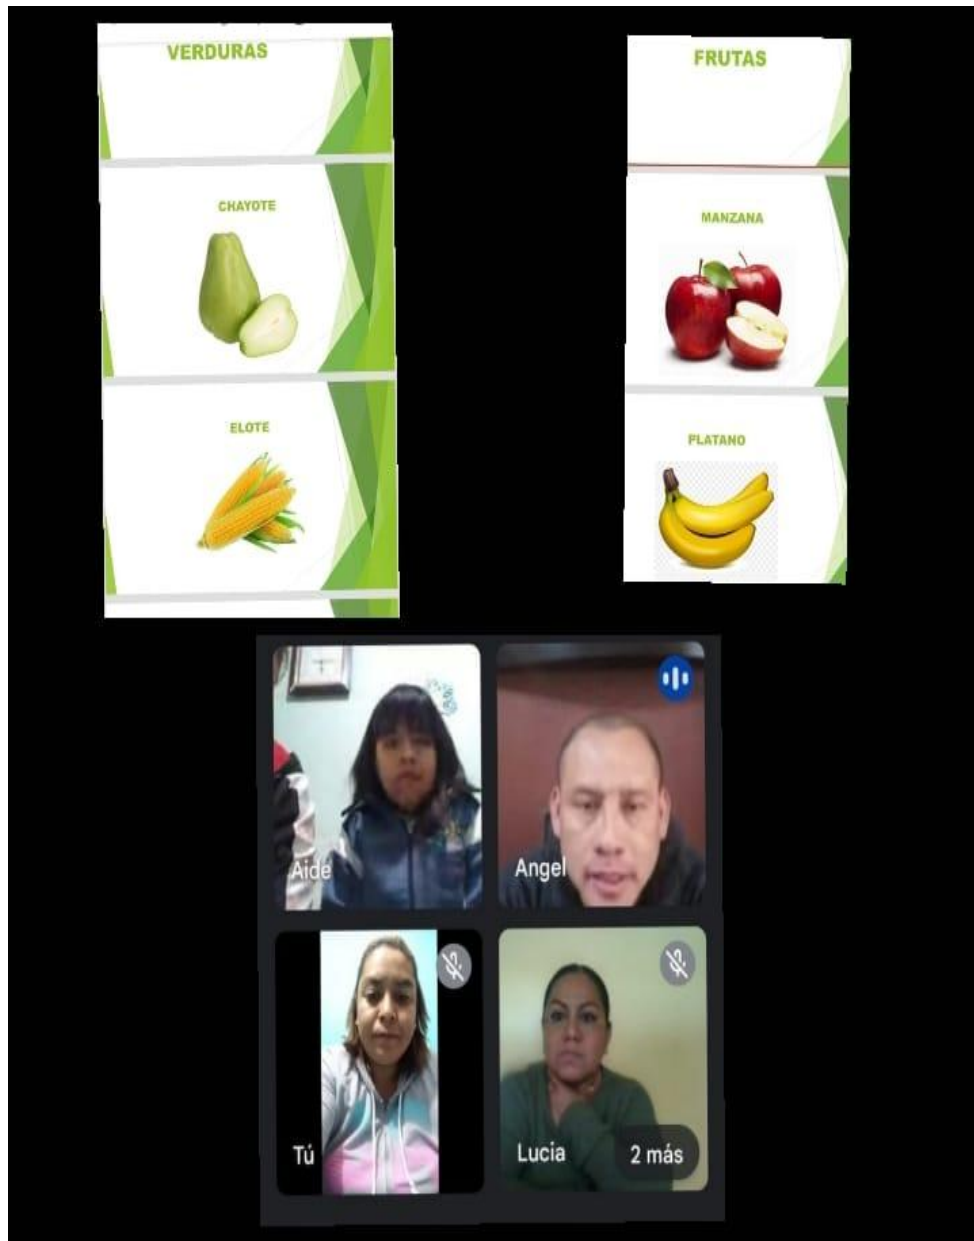 VERDURAS
CHAYOTE
ELOTE
FRUTAS
MANZANA
PLATANO
Aide
Angel
Tú
Lucia
2 más